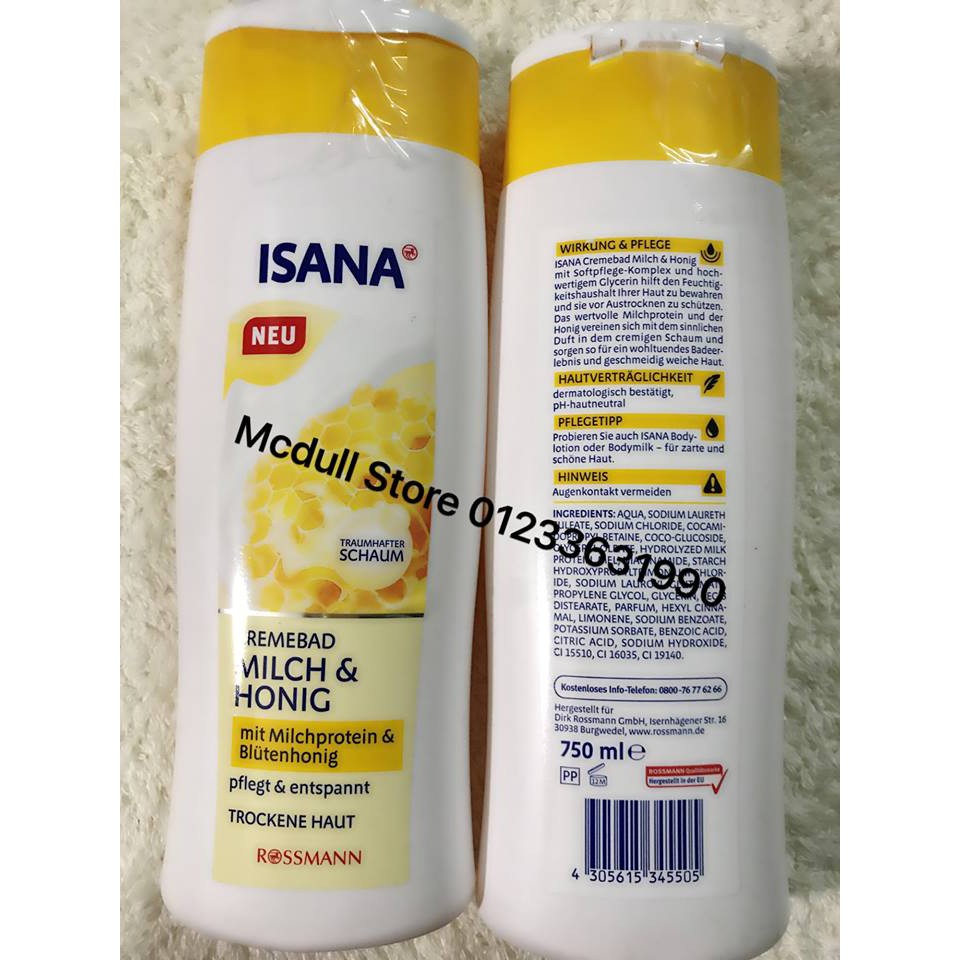 ISANA
NEU
TRAUMHAFTER
SCHAUM
CREMEBAD
MILCH &
HONIG
mit Milchprotein &
Blütenhonig
pflegt & entspannt
TROCKENE HAUT
ROSSMANN
Mcdull Store 01233631990
WIRKUNG & PFLEGE
ISANA Cremebad Milch & Honig
mit Softpflege-Komplex und hoch-
wertigem Glycerin hilft den Feuchtig-
keitshaushalt Ihrer Haut zu bewahren
und sie vor Austrocknen zu schützen.
Das wertvolle Milchprotein und der
Honig vereinen sich mit dem sinnlichen
Duft in dem cremigen Schaum und
sorgen so für ein wohltuendes Badeer-
lebnis und geschmeidig weiche Haut.
HAUTVERTRÄGLICHKEIT
dermatologisch bestätigt,
pH-hautneutral
PFLEGETIPP
Probieren Sie auch ISANA Body-
lotion oder Bodymilk – für zarte und
schöne Haut.
HINWEIS
Augenkontakt vermeiden
INGREDIENTS: AQUA, SODIUM LAURETH
SULFATE, SODIUM CHLORIDE, COCAMI-
DOPROPYL BETAINE, COCO-GLUCOSIDE,
HYDROLYZED MILK
STARCH
SODIUM LAUROYL
PROPYLENE GLYCOL, GLYCERIN,
DISTEARATE, PARFUM, HEXYL CINNA-
MAL, LIMONENE, SODIUM BENZOATE,
POTASSIUM SORBATE, BENZOIC ACID,
CITRIC ACID, SODIUM HYDROXIDE,
CI 15510, CI 16035, CI 19140.
Kostenloses Info-Telefon: 0800-76 77 62 66
Hergestellt für
Dirk Rossmann GmbH, Isernhägener Str. 16
30938 Burgwedel, www.rossmann.de
750 ml e
PP
12M
ROSSMANN Qualitätsmarke
Hergestellt in der EU
4 305615 345505